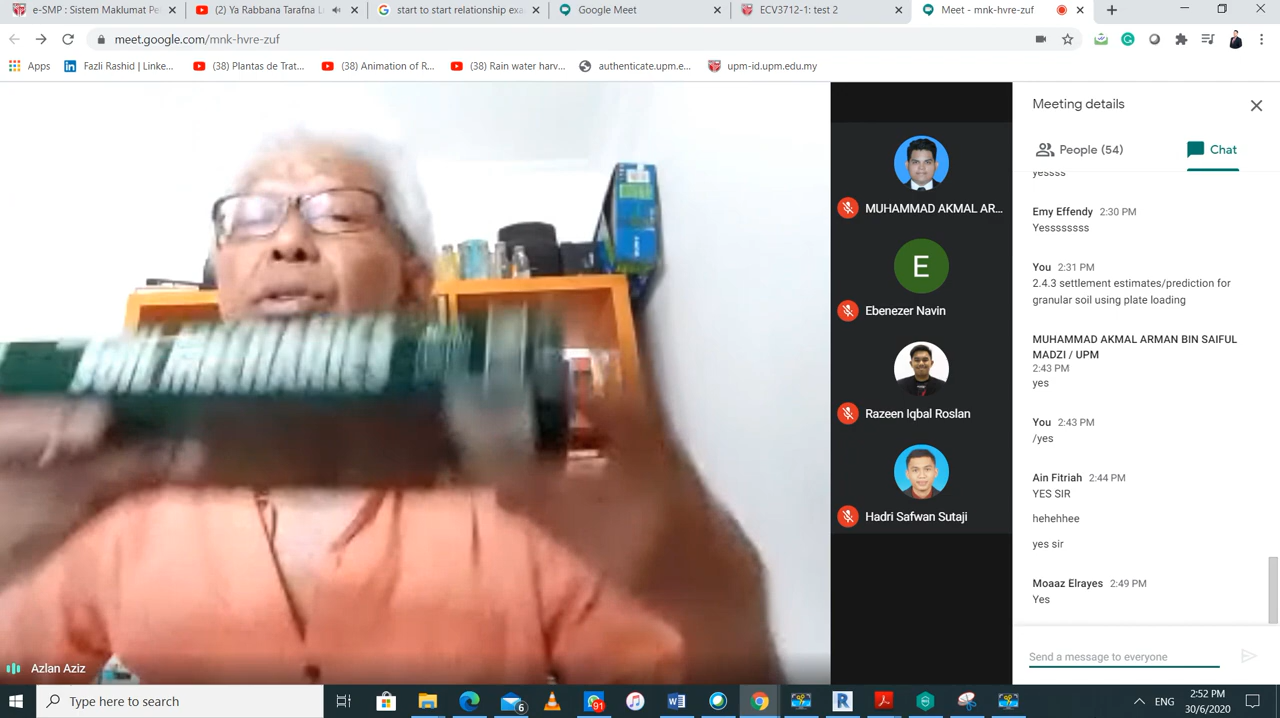 e-SMP : Sistem Maklumat Pel
(38) Ya Rabbana Tarafna L
start to start relationship exa
Google Meet
ECV3712-1: test 2
Meet - mnk-hvre-zuf
meet.google.com/mnk-hvre-zuf
Apps
Fazli Rashid | Linke...
(38) Plantas de Trat...
(38) Animation of R...
(38) Rain water harv...
authenticate.upm.e...
upm-id.upm.edu.my
Meeting details
People (54)
Chat
yessss
Emy Effendy 2:30 PM
Yessssssss
You 2:31 PM
2.4.3 settlement estimates/prediction for
granular soil using plate loading
MUHAMMAD AKMAL ARMAN BIN SAIFUL
MADZI / UPM
2:43 PM
yes
You 2:43 PM
/yes
Ain Fitriah 2:44 PM
YES SIR
hehehhee
yes sir
Moaaz Elrayes 2:49 PM
Yes
Send a message to everyone
MUHAMMAD AKMAL AR...
E
Ebenezer Navin
Razeen Iqbal Roslan
Hadri Safwan Sutaji
Azlan Aziz
Type here to search
6
91
ENG
2:52 PM
30/6/2020